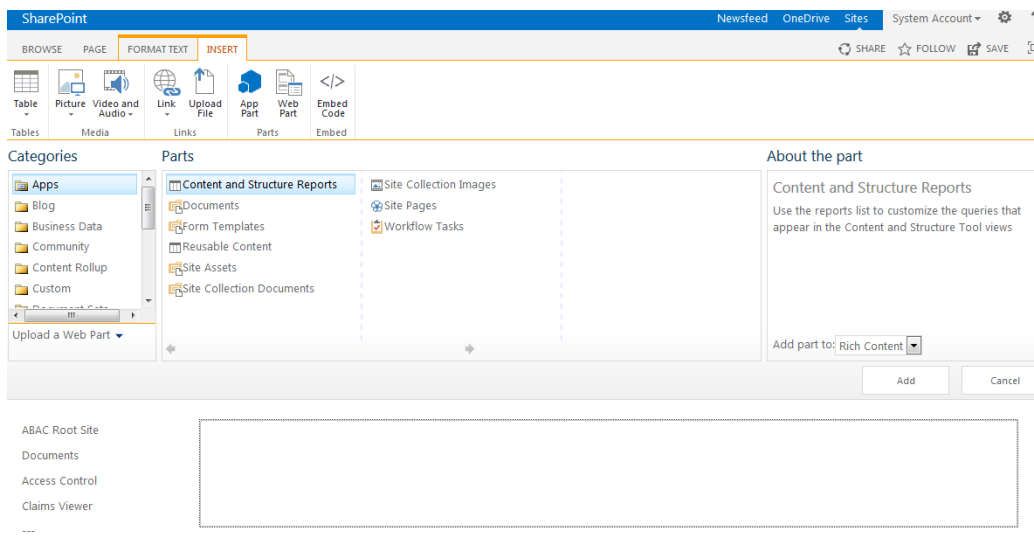 SharePoint
Newsfeed OneDrive Sites System Account
BROWSE PAGE FORMAT TEXT INSERT
SHARE FOLLOW SAVE
Table Picture Video and Audio Link Upload File App Part Web Part Embed Code
Tables Media Links Parts Embed
Categories
Apps
Blog
Business Data
Community
Content Rollup
Custom
Upload a Web Part
Parts
Content and Structure Reports
Documents
Form Templates
Reusable Content
Site Assets
Site Collection Documents
Site Collection Images
Site Pages
Workflow Tasks
About the part
Content and Structure Reports
Use the reports list to customize the queries that
appear in the Content and Structure Tool views
Add part to: Rich Content
Add Cancel
ABAC Root Site
Documents
Access Control
Claims Viewer